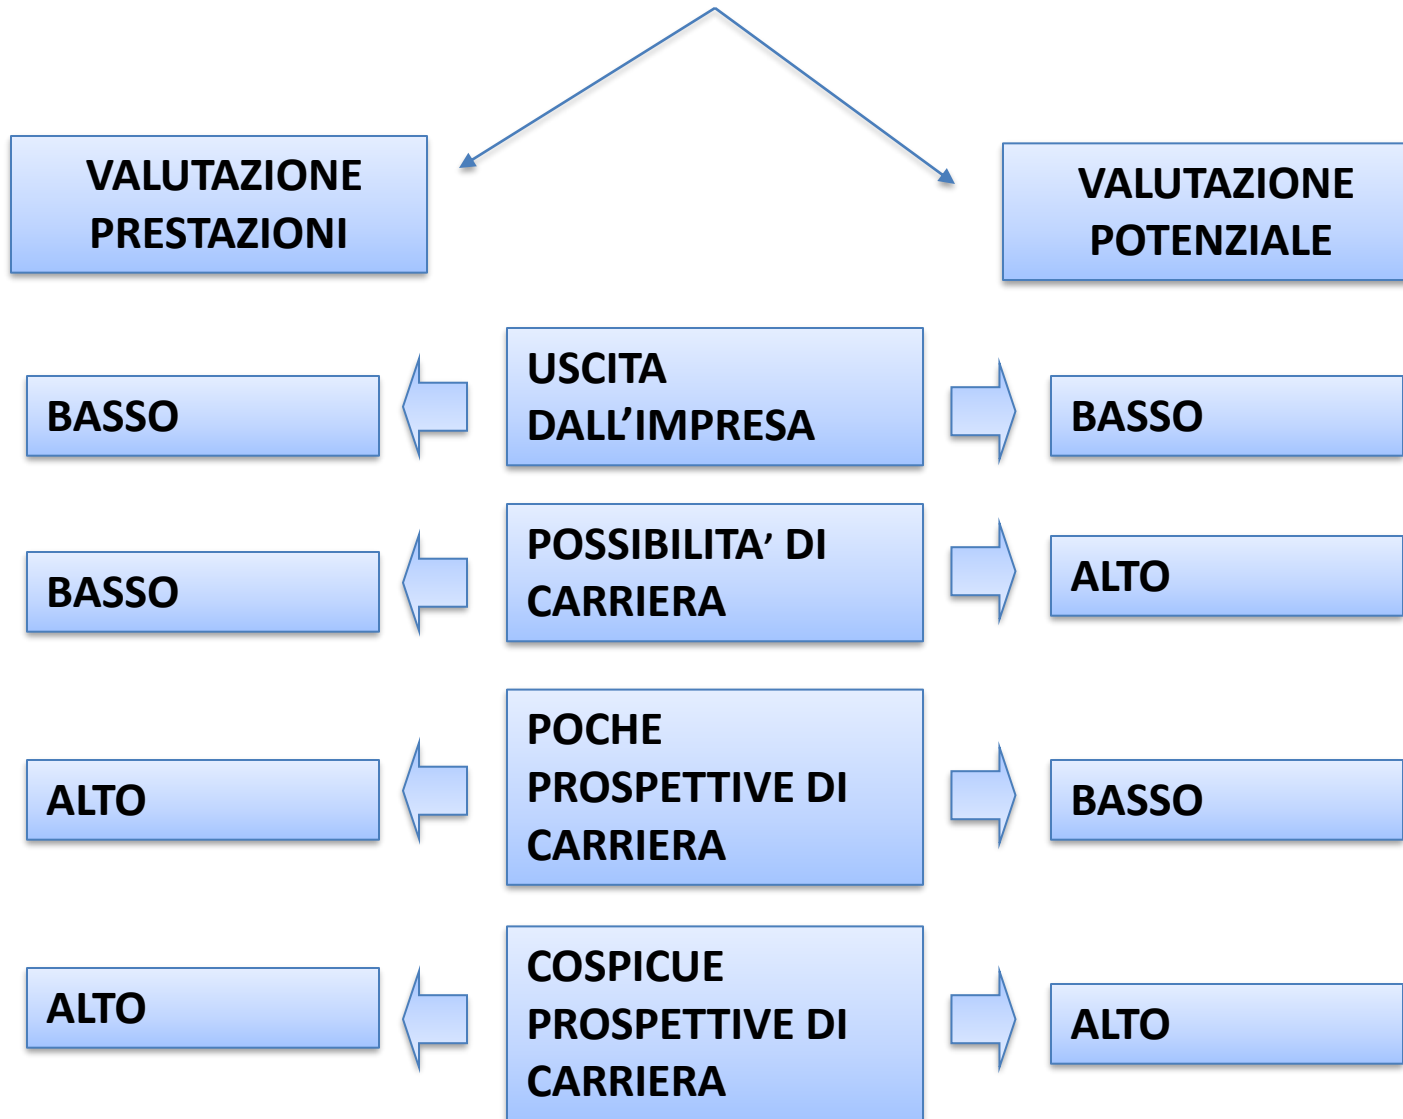 VALUTAZIONE
PRESTAZIONI
VALUTAZIONE
POTENZIALE
BASSO
USCITA
DALL’IMPRESA
BASSO
BASSO
POSSIBILITA’ DI
CARRIERA
ALTO
ALTO
POCHE
PROSPETTIVE DI
CARRIERA
BASSO
ALTO
COSPICUE
PROSPETTIVE DI
CARRIERA
ALTO